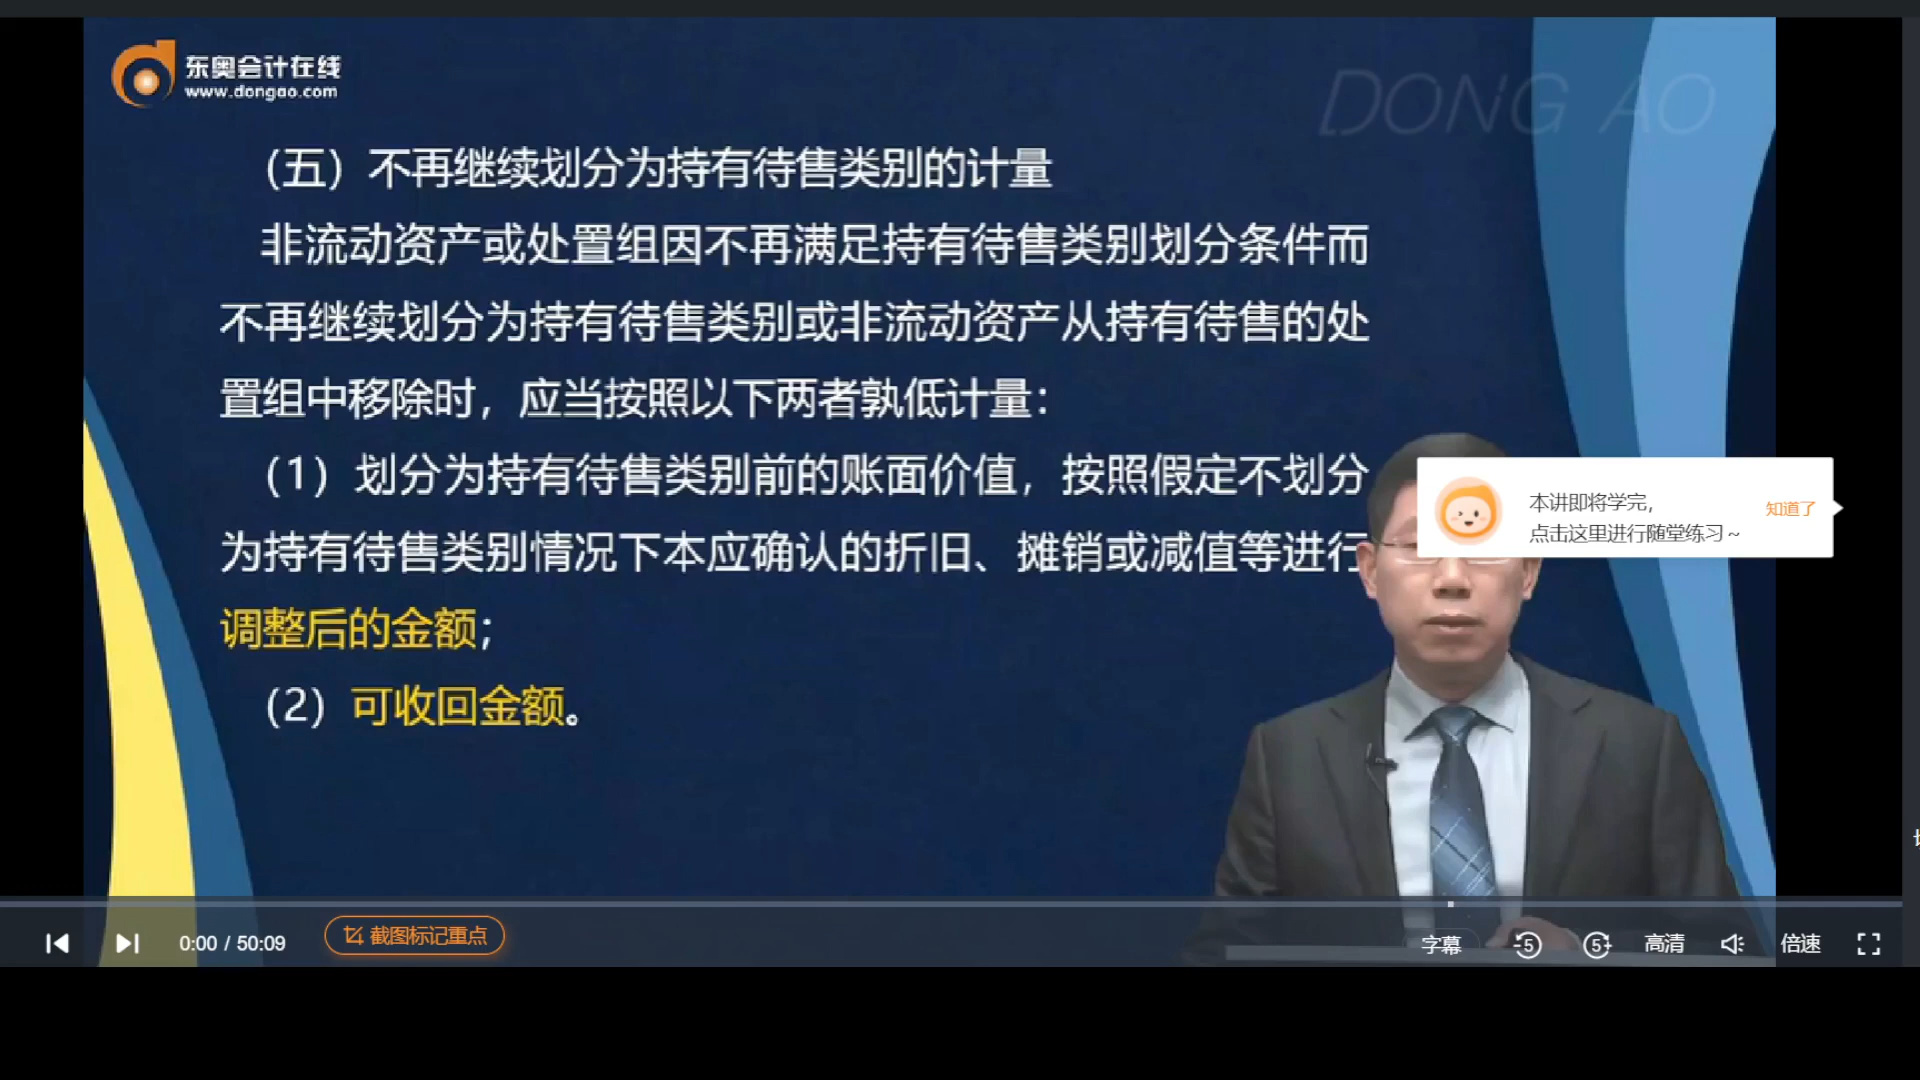 东奥会计在线
www.dongao.com
DONG AO
（五）不再继续划分为持有待售类别的计量
非流动资产或处置组因不再满足持有待售类别划分条件而
不再继续划分为持有待售类别或非流动资产从持有待售的处
置组中移除时，应当按照以下两者孰低计量：
（1）划分为持有待售类别前的账面价值，按照假定不划分
为持有待售类别情况下本应确认的折旧、摊销或减值等进行
调整后的金额；
（2）可收回金额。
本讲即将学完，
点击这里进行随堂练习～
知道了
0:00 / 50:09
截图标记重点
字幕
5
5
高清
倍速